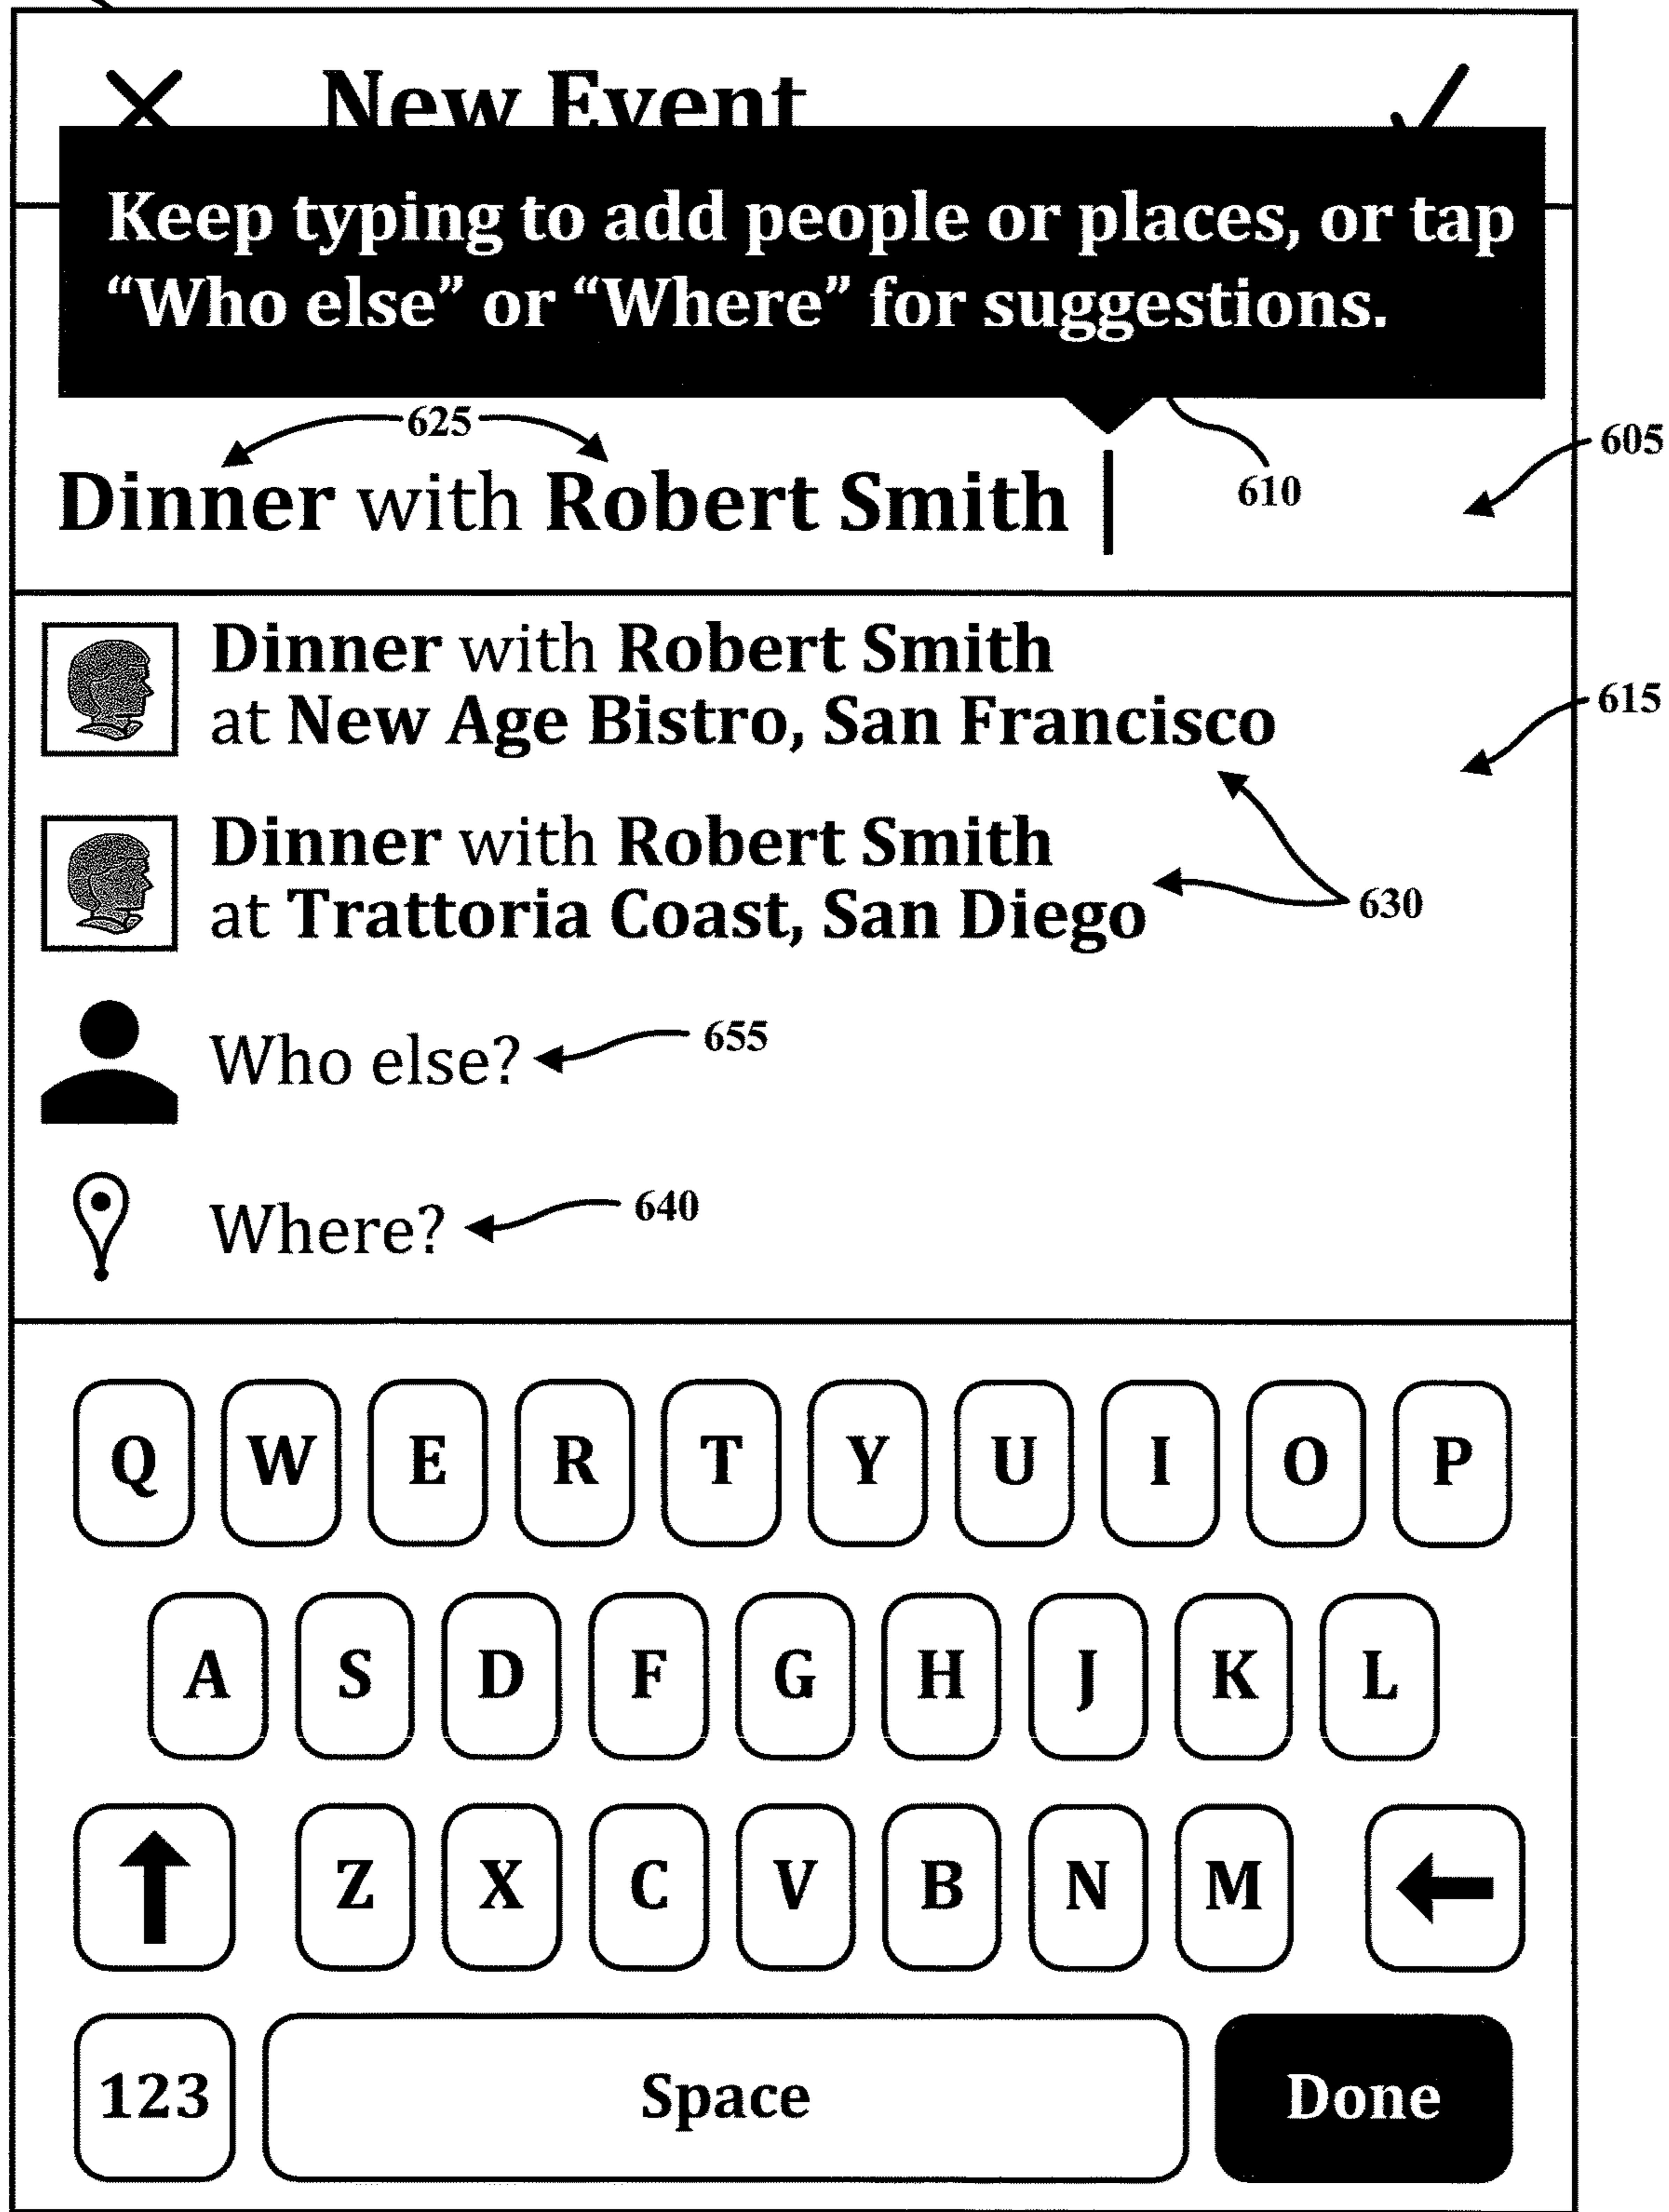 New Event
Keep typing to add people or places, or tap
“Who else” or “Where” for suggestions.
625
605
610
Dinner with Robert Smith
Dinner with Robert Smith
at New Age Bistro, San Francisco
615
Dinner with Robert Smith
at Trattoria Coast, San Diego
630
Who else?
655
Where?
640
Q W E R T Y U I O P
A S D F G H J K L
Z X C V B N M
123 Space Done